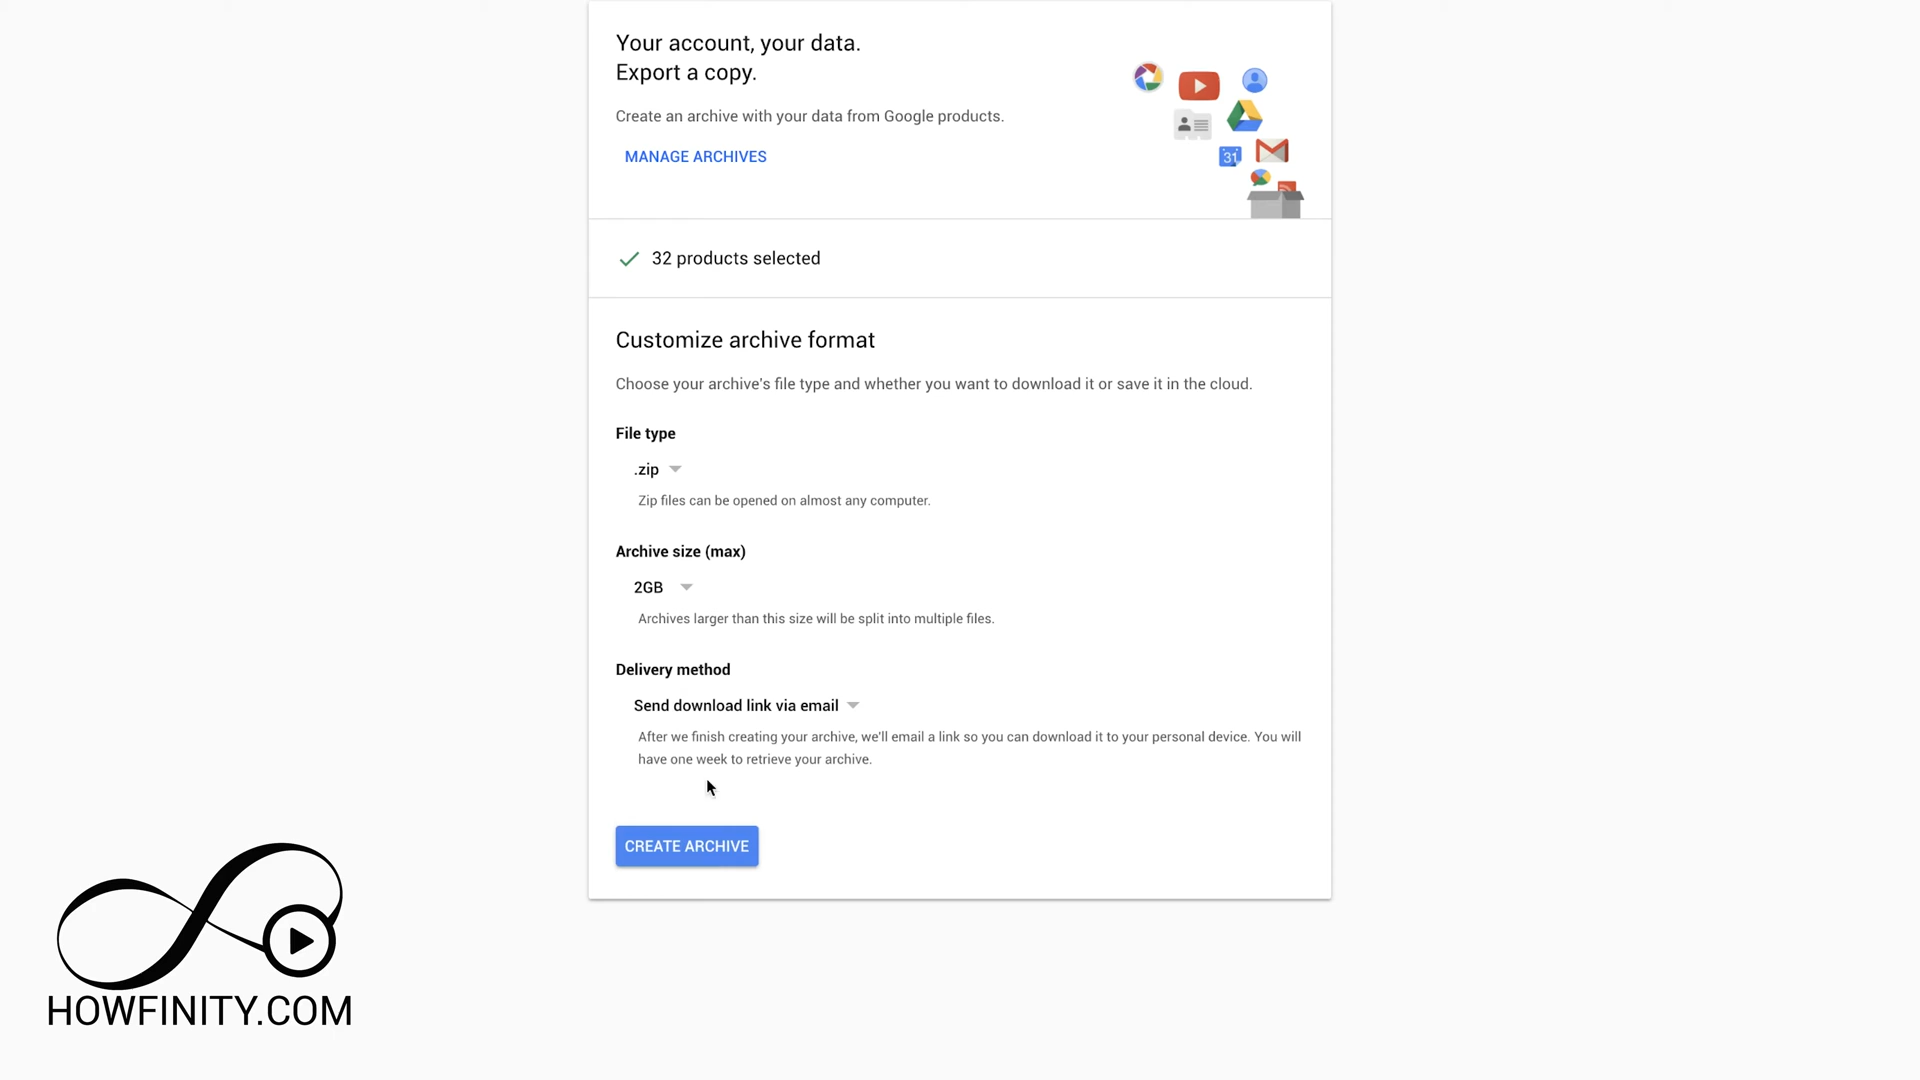 Your account, your data.
Export a copy.
Create an archive with your data from Google products.
MANAGE ARCHIVES
31
32 products selected
Customize archive format
Choose your archive's file type and whether you want to download it or save it in the cloud.
File type
.zip
Zip files can be opened on almost any computer.
Archive size (max)
2GB
Archives larger than this size will be split into multiple files.
Delivery method
Send download link via email
After we finish creating your archive, we'll email a link so you can download it to your personal device. You will
have one week to retrieve your archive.
CREATE ARCHIVE
HOWFINITY.COM